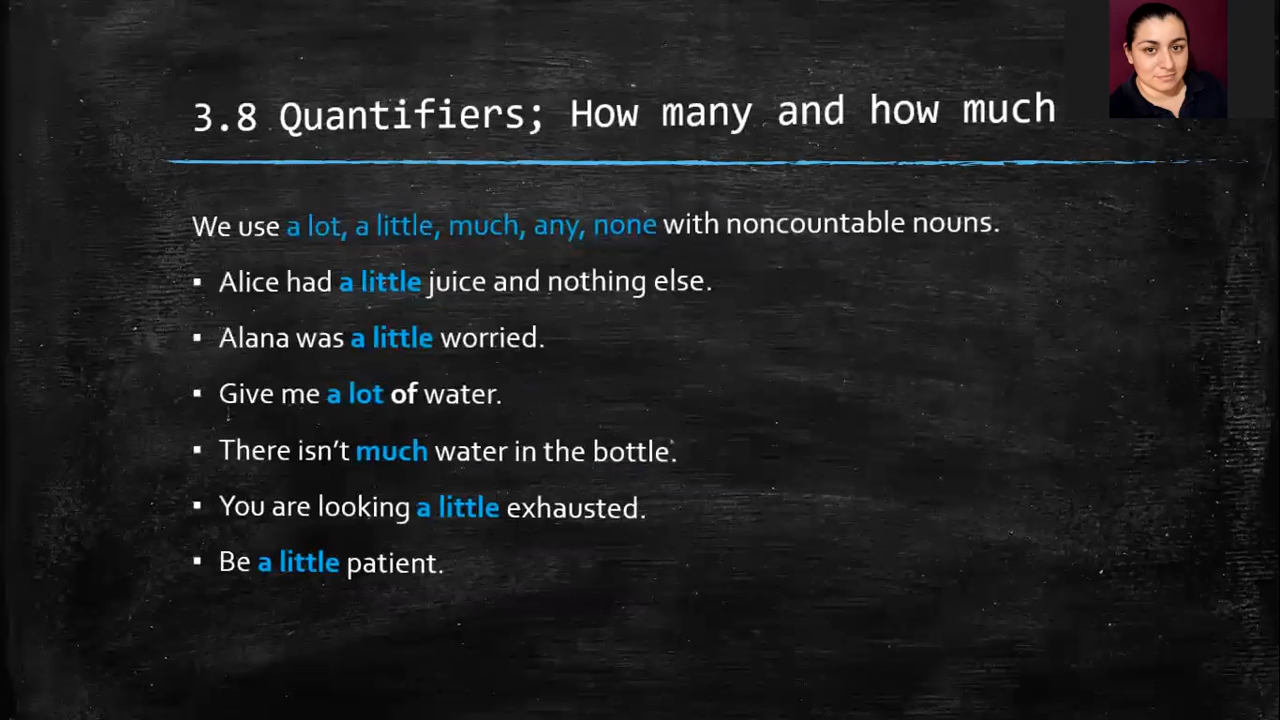 3.8 Quantifiers; How many and how much
We use a lot, a little, much, any, none with noncountable nouns.
▪ Alice had a little juice and nothing else.
▪ Alana was a little worried.
▪ Give me a lot of water.
▪ There isn't much water in the bottle.
▪ You are looking a little exhausted.
▪ Be a little patient.